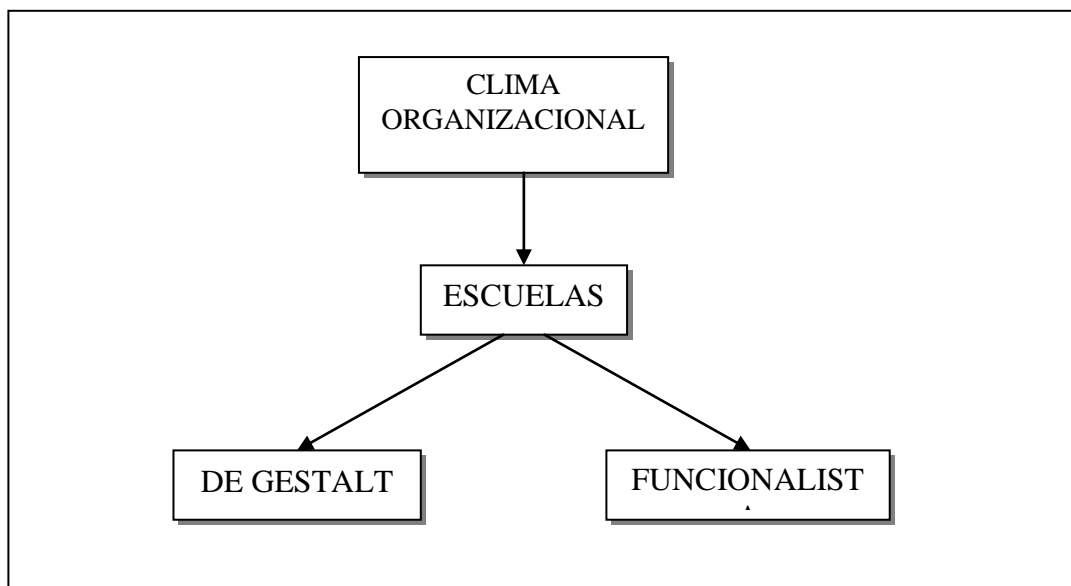 CLIMA
ORGANIZACIONAL
ESCUELAS
DE GESTALT
FUNCIONALIST